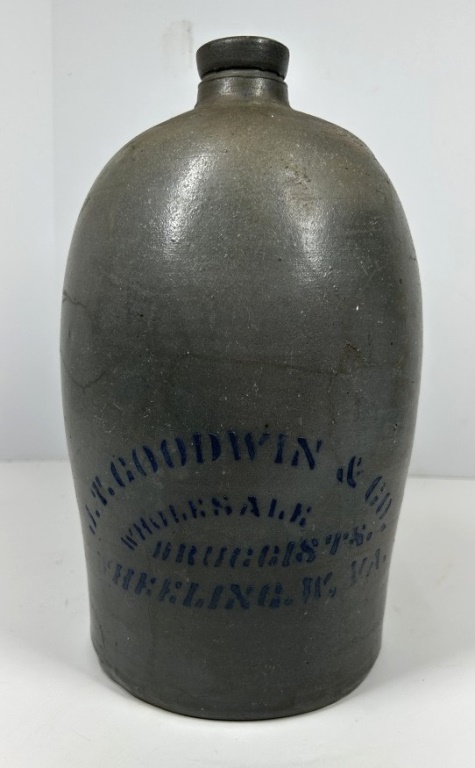 J.T.GOODWIN & CO.
WHOLESALE
DRUGGISTS.
WHEELING.W.VA.